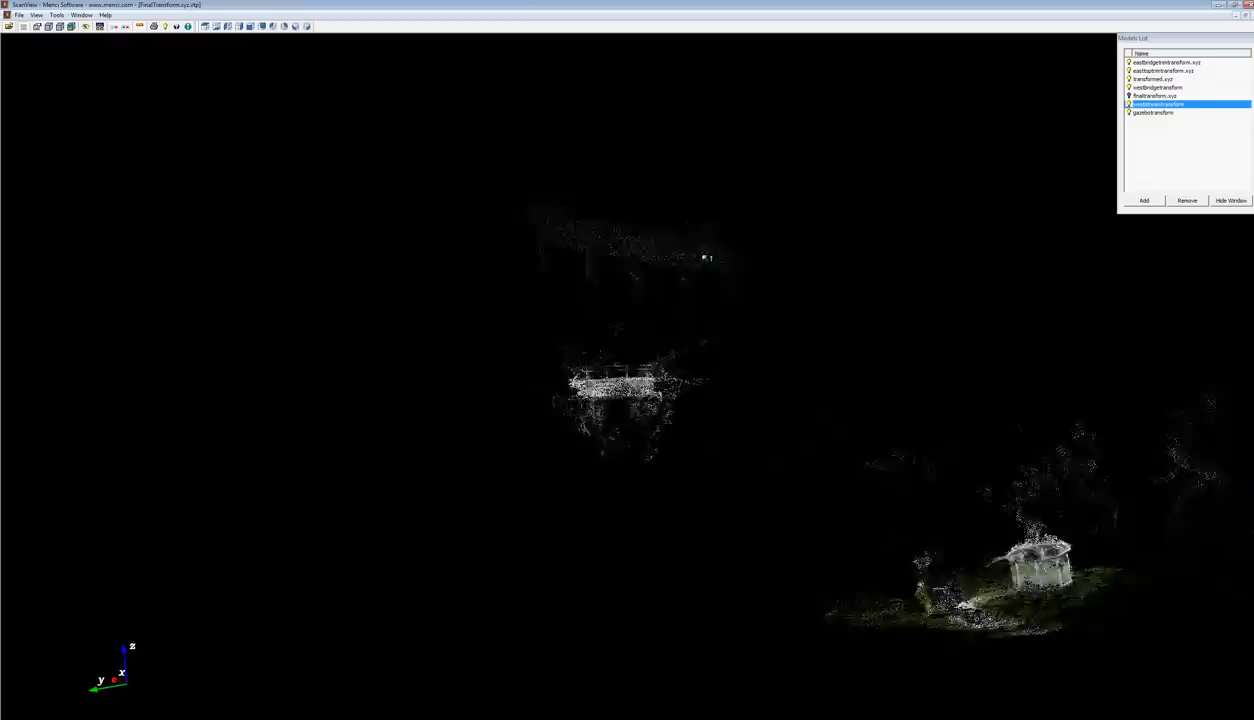 ScanView - Menci Software - www.menci.com - [FinalTransform.xyz.stp]
File View Tools Window Help
Models List
Name
eastbridgetrimtransform.xyz
easttoptrimtransform.xyz
transformed.xyz
westbridgetransform
finaltransform.xyz
gazebotransform
Add Remove Hide Window
z
y x